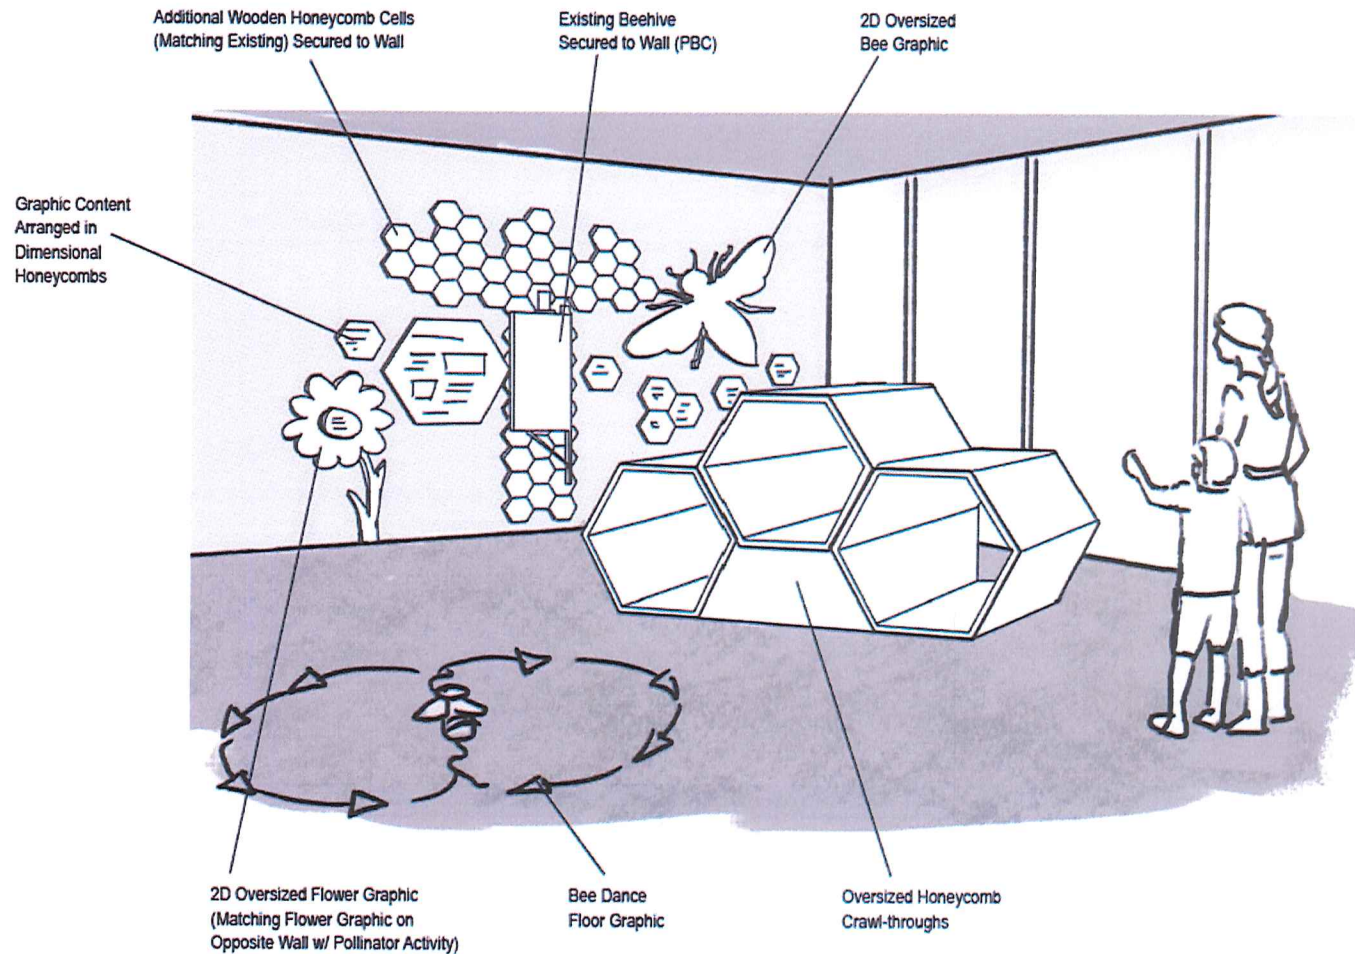 Additional Wooden Honeycomb Cells
(Matching Existing) Secured to Wall
Existing Beehive
Secured to Wall (PBC)
2D Oversized
Bee Graphic
Graphic Content
Arranged in
Dimensional
Honeycombs
2D Oversized Flower Graphic
(Matching Flower Graphic on
Opposite Wall w/ Pollinator Activity)
Bee Dance
Floor Graphic
Oversized Honeycomb
Crawl-throughs